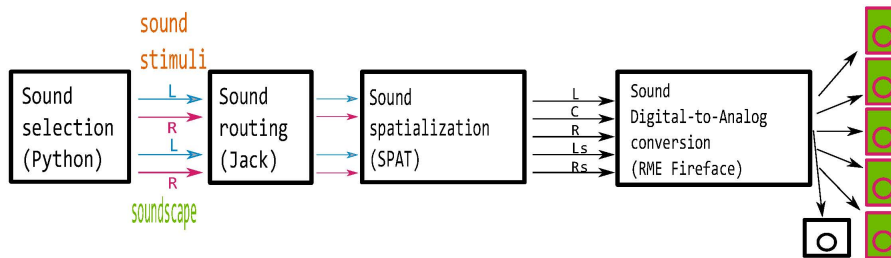 sound
stimuli
L
R
L
R
soundscape
Sound
selection
(Python)
Sound
routing
(Jack)
Sound
spatialization
(SPAT)
L
C
R
Ls
Rs
Sound
Digital-to-Analog
conversion
(RME Fireface)